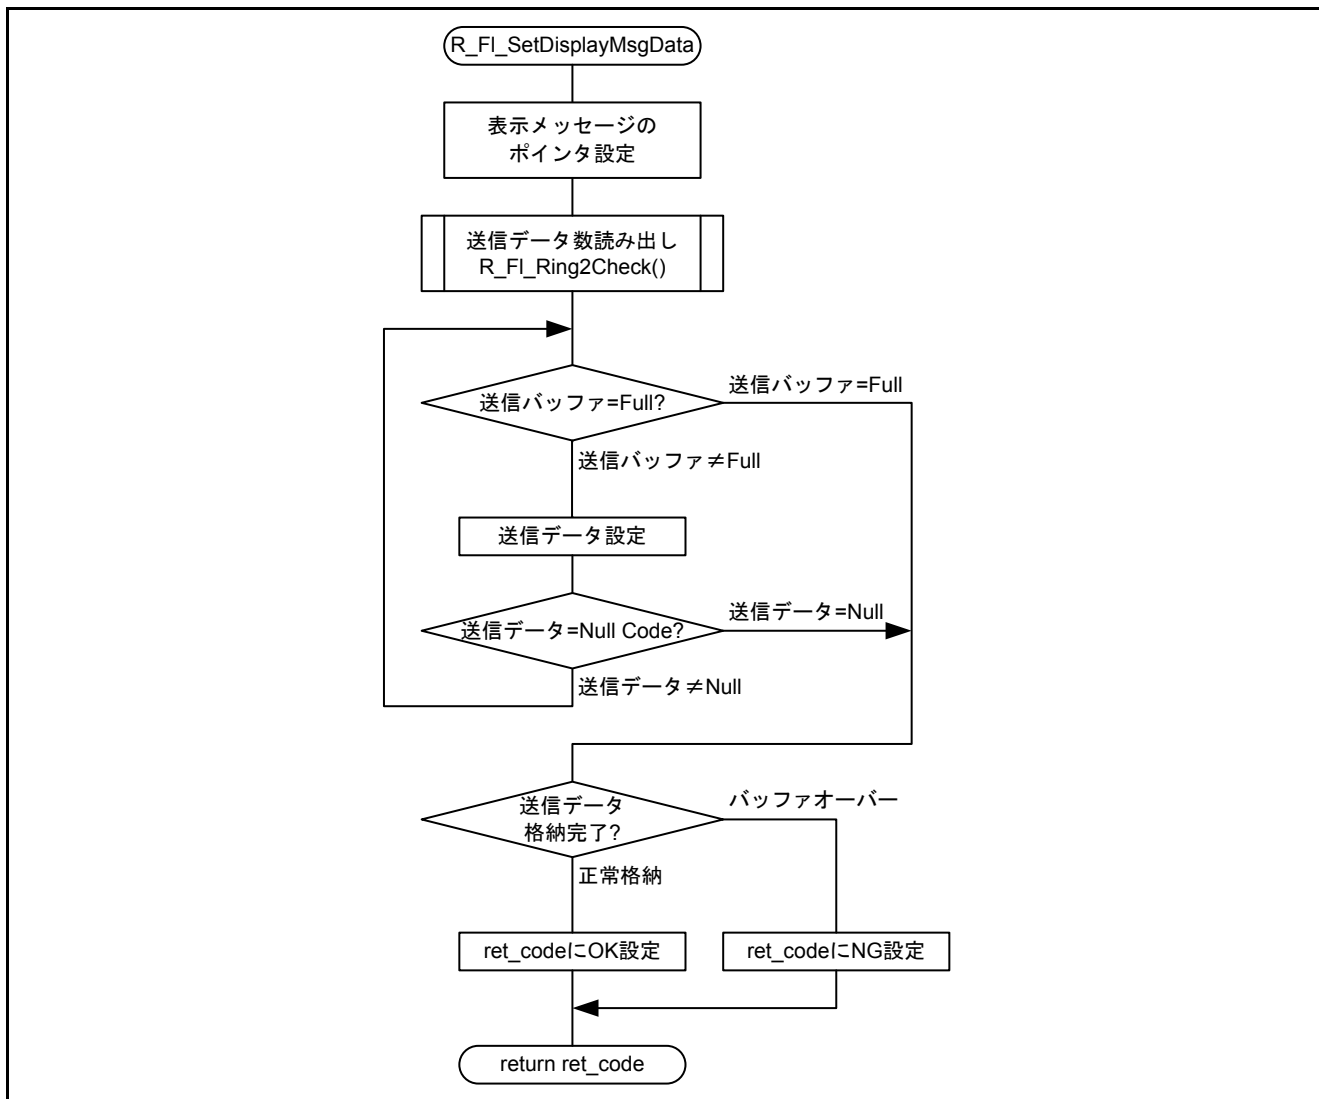 R_Fl_SetDisplayMsgData
表示メッセージの
ポインタ設定
送信データ数読み出し
R_Fl_Ring2Check()
送信バッファ=Full?
送信バッファ=Full
送信バッファ≠Full
送信データ設定
送信データ=Null Code?
送信データ=Null
送信データ≠Null
送信データ
格納完了?
バッファオーバー
正常格納
ret_codeにOK設定
ret_codeにNG設定
return ret_code